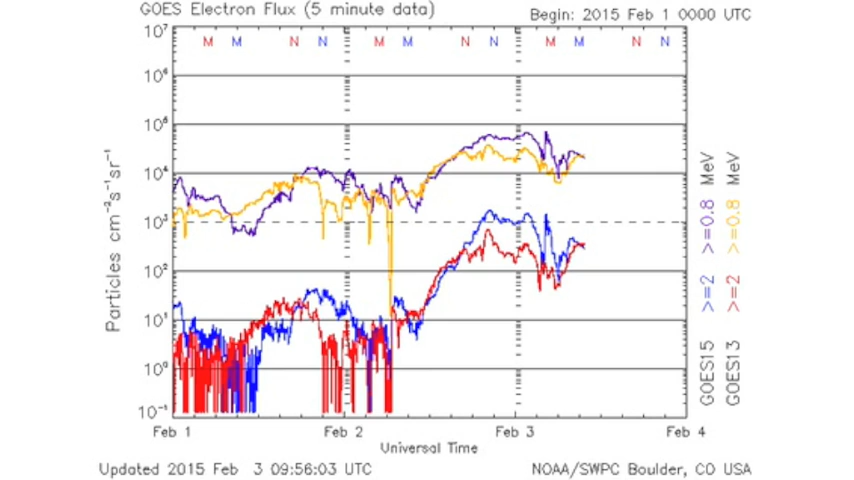 GOES Electron Flux (5 minute data)
Begin: 2015 Feb 1 0000 UTC
10⁷
M M N N M M N N M M N N
10⁶
10⁵
10⁴
10³
10²
10¹
10⁰
10⁻¹
Particles cm⁻²s⁻¹sr⁻¹
GOES15 >=2 >=0.8 MeV
GOES13 >=2 >=0.8 MeV
Feb 1 Feb 2 Feb 3 Feb 4
Universal Time
Updated 2015 Feb 3 09:56:03 UTC
NOAA/SWPC Boulder, CO USA